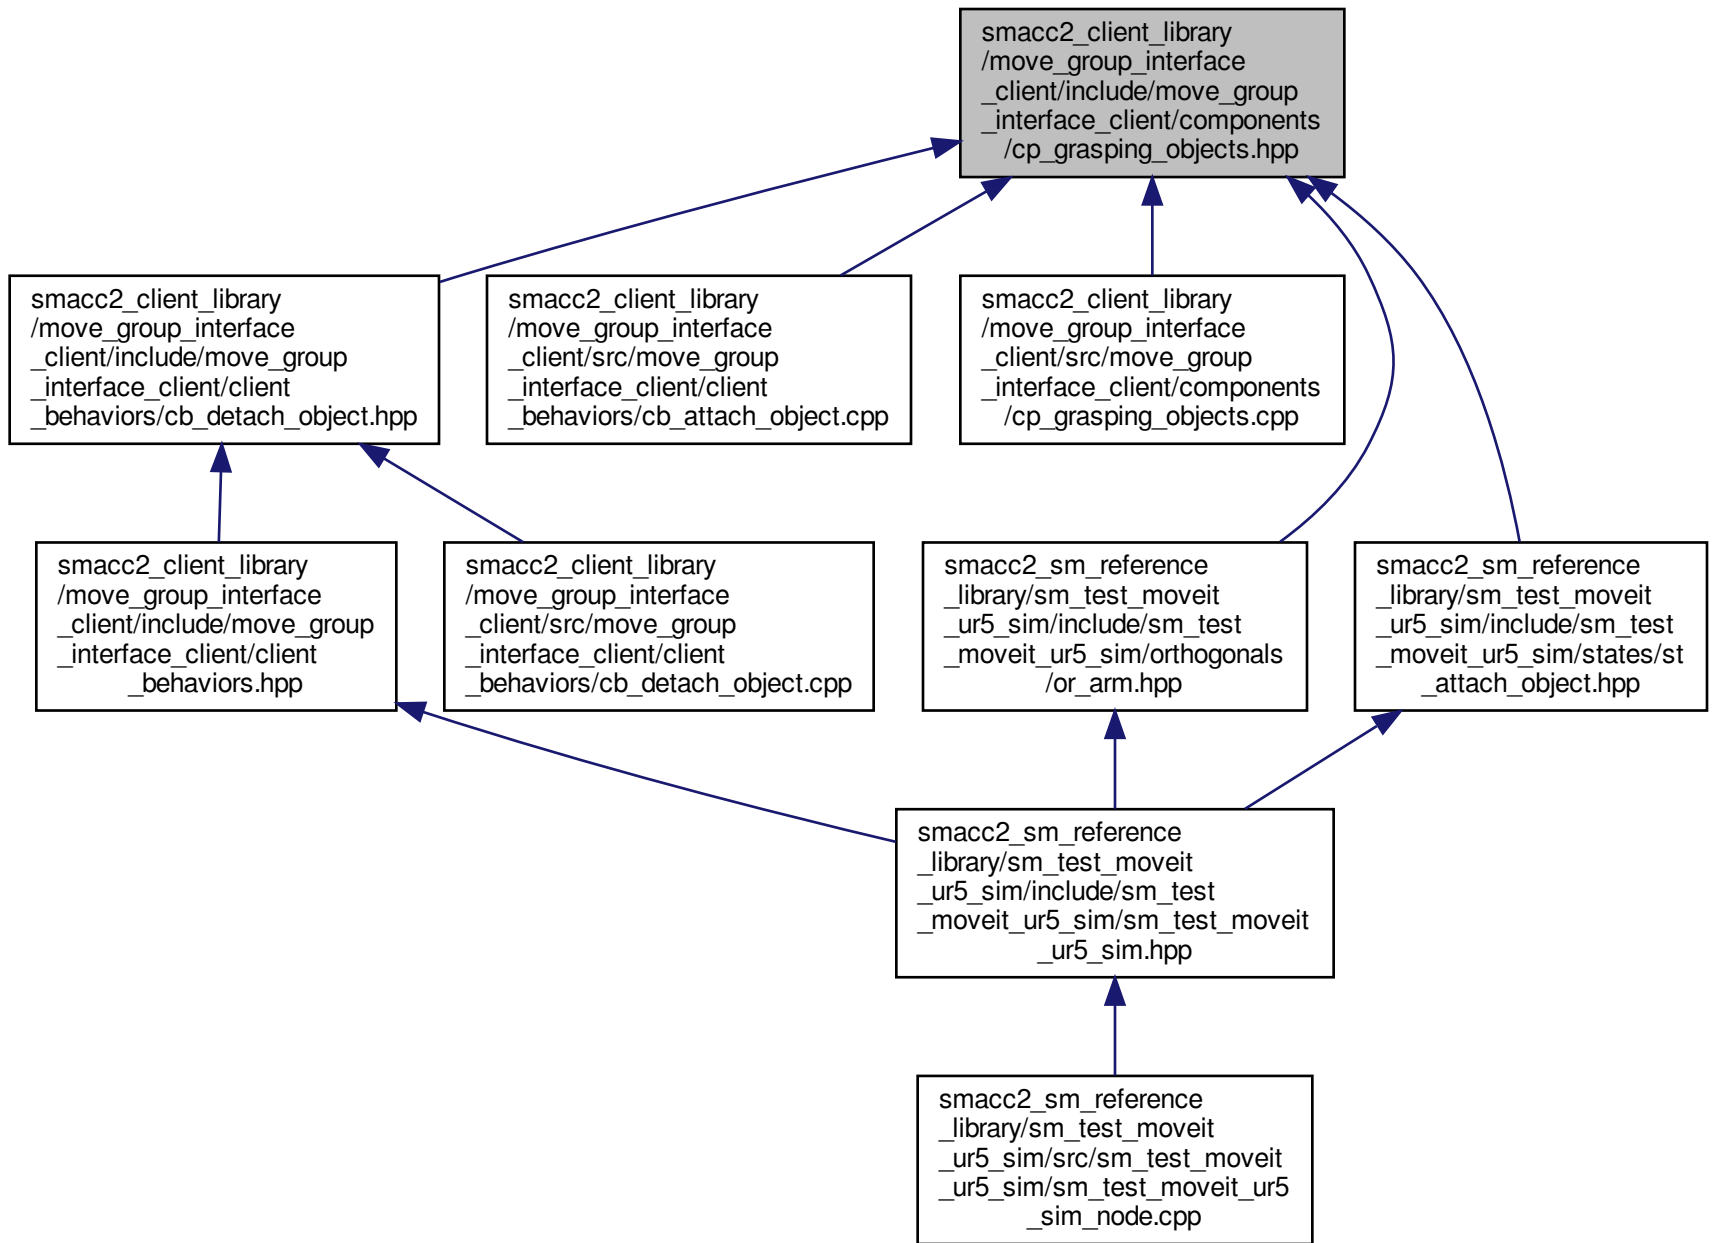 smacc2_client_library
/move_group_interface
_client/include/move_group
_interface_client/components
/cp_grasping_objects.hpp
smacc2_client_library
/move_group_interface
_client/include/move_group
_interface_client/client
_behaviors/cb_detach_object.hpp
smacc2_client_library
/move_group_interface
_client/src/move_group
_interface_client/client
_behaviors/cb_attach_object.cpp
smacc2_client_library
/move_group_interface
_client/src/move_group
_interface_client/components
/cp_grasping_objects.cpp
smacc2_client_library
/move_group_interface
_client/include/move_group
_interface_client/client
_behaviors.hpp
smacc2_client_library
/move_group_interface
_client/src/move_group
_interface_client/client
_behaviors/cb_detach_object.cpp
smacc2_sm_reference
_library/sm_test_moveit
_ur5_sim/include/sm_test
_moveit_ur5_sim/orthogonals
/or_arm.hpp
smacc2_sm_reference
_library/sm_test_moveit
_ur5_sim/include/sm_test
_moveit_ur5_sim/states/st
_attach_object.hpp
smacc2_sm_reference
_library/sm_test_moveit
_ur5_sim/include/sm_test
_moveit_ur5_sim/sm_test_moveit
_ur5_sim.hpp
smacc2_sm_reference
_library/sm_test_moveit
_ur5_sim/src/sm_test_moveit
_ur5_sim/sm_test_moveit_ur5
_sim_node.cpp